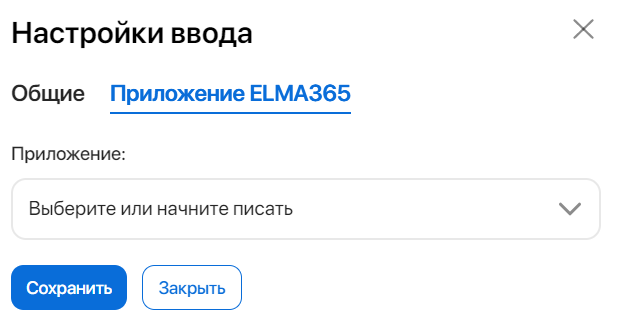 Настройки ввода
Общие Приложение ELMA365
Приложение:
Выберите или начните писать
Сохранить Закрыть